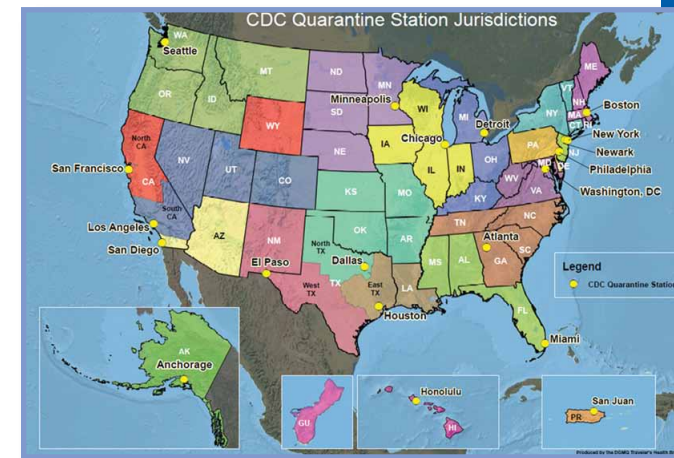 CDC Quarantine Station Jurisdictions
WA
Seattle
MT
ND
MN
ME
OR
ID
Minneapolis
SD
WI
MI
VT
NH
NY
MA
CT
RI
Boston
Detroit
WY
Chicago
New York
North
CA
IA
NE
PA
NJ
Newark
NV
UT
IL
IN
OH
MD
DE
Philadelphia
San Francisco
CA
CO
WV
VA
Washington, DC
KS
MO
KY
South
CA
Los Angeles
NC
TN
AZ
OK
AR
San Diego
NM
North
TX
Atlanta
SC
El Paso
Dallas
MS
AL
GA
Legend
West
TX
TX
East
TX
LA
CDC Quarantine Station
Houston
FL
AK
Miami
Anchorage
Honolulu
San Juan
GU
HI
PR